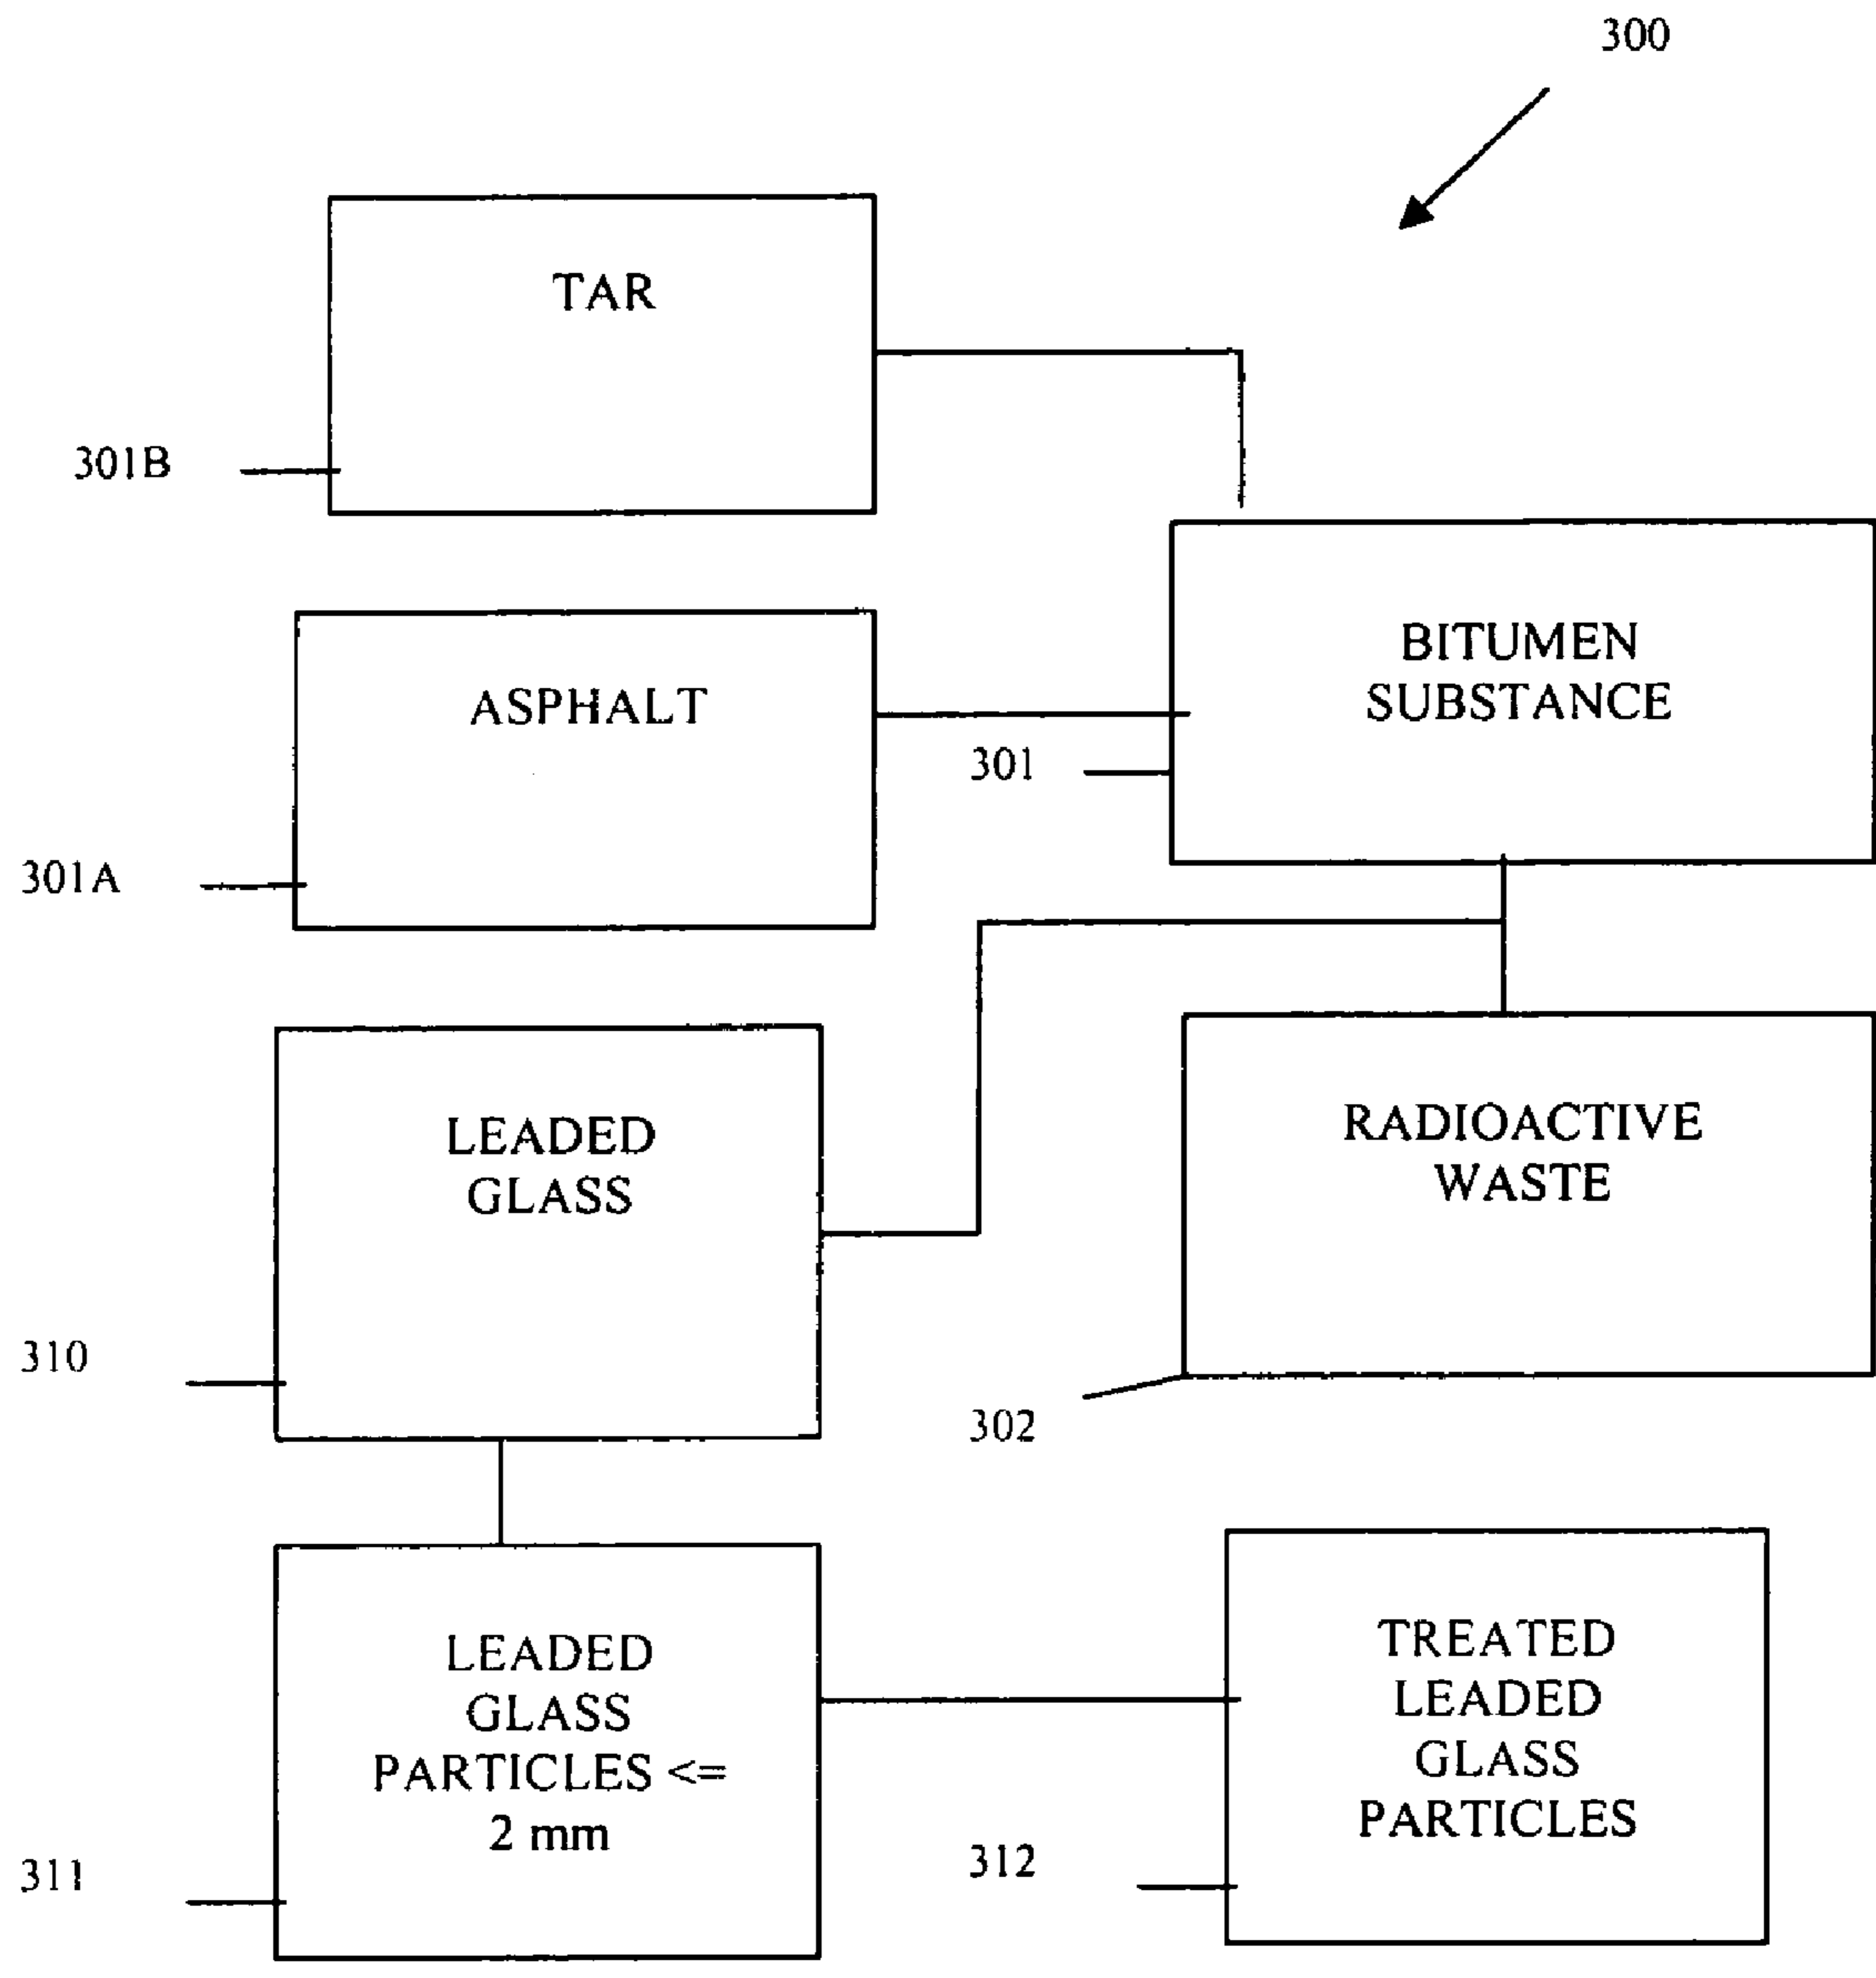 300
TAR
301B
BITUMEN
SUBSTANCE
ASPHALT
301
301A
LEADED
GLASS
RADIOACTIVE
WASTE
310
302
LEADED
GLASS
PARTICLES <=
2 mm
TREATED
LEADED
GLASS
PARTICLES
311
312